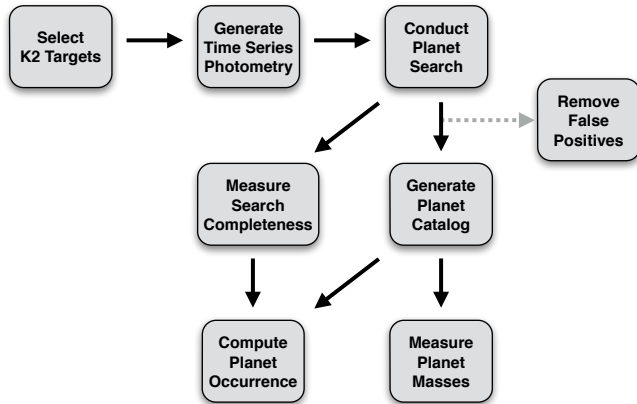 Select
K2 Targets
Generate
Time Series
Photometry
Conduct
Planet
Search
Remove
False
Positives
Measure
Search
Completeness
Generate
Planet
Catalog
Compute
Planet
Occurrence
Measure
Planet
Masses